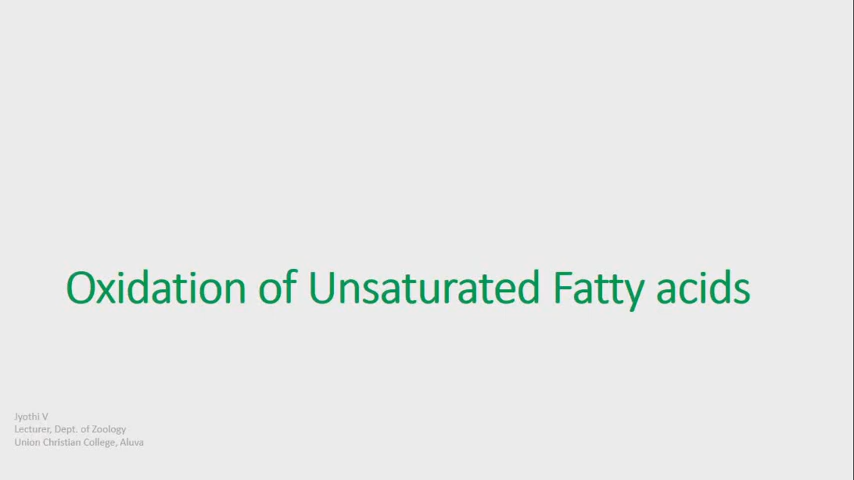 Oxidation of Unsaturated Fatty acids
Jyothi V
Lecturer, Dept. of Zoology
Union Christian College, Aluva